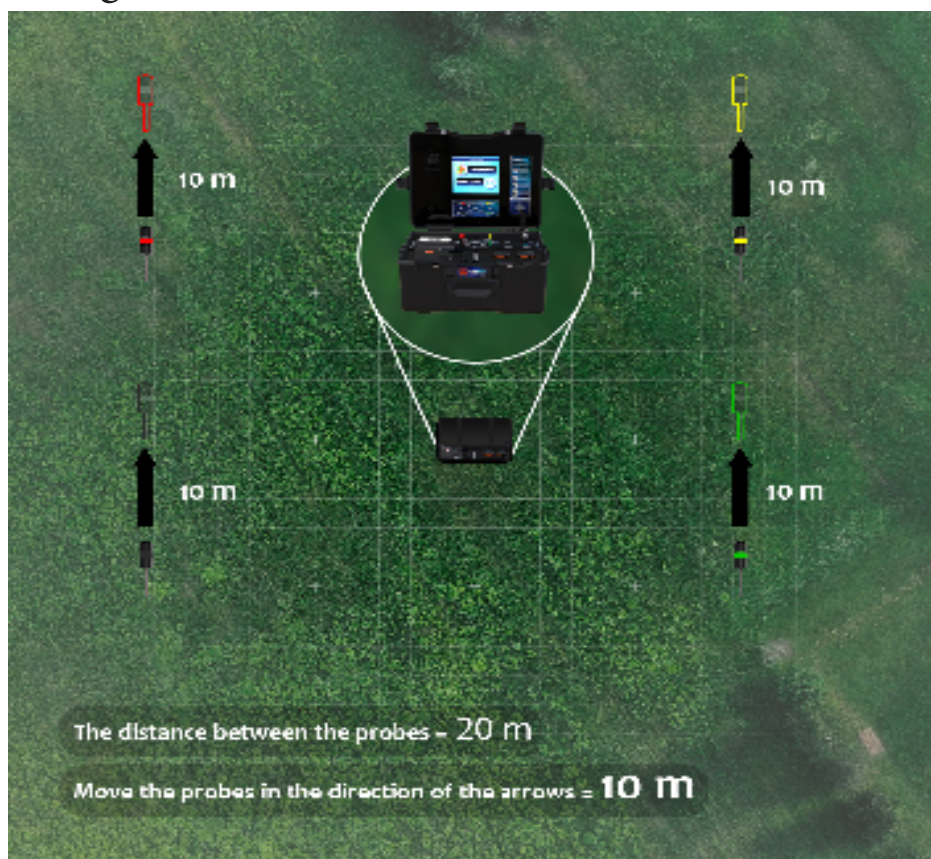 10 m
10 m
10 m
10 m
The distance between the probes = 20 m
Move the probes in the direction of the arrows = 10 m